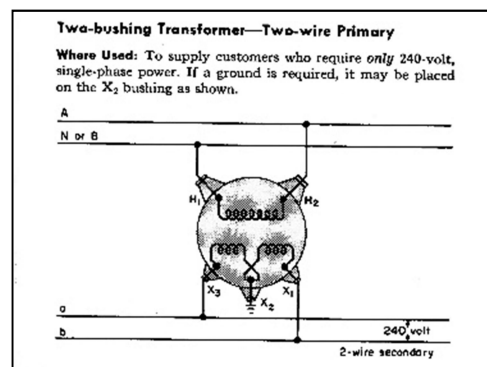 Two-bushing Transformer—Two-wire Primary
Where Used: To supply customers who require only 240-volt,
single-phase power. If a ground is required, it may be placed
on the X₂ bushing as shown.
A
N or B
H₁
H₂
X₃
X₂
X₁
a
b
240 volt
2-wire secondary